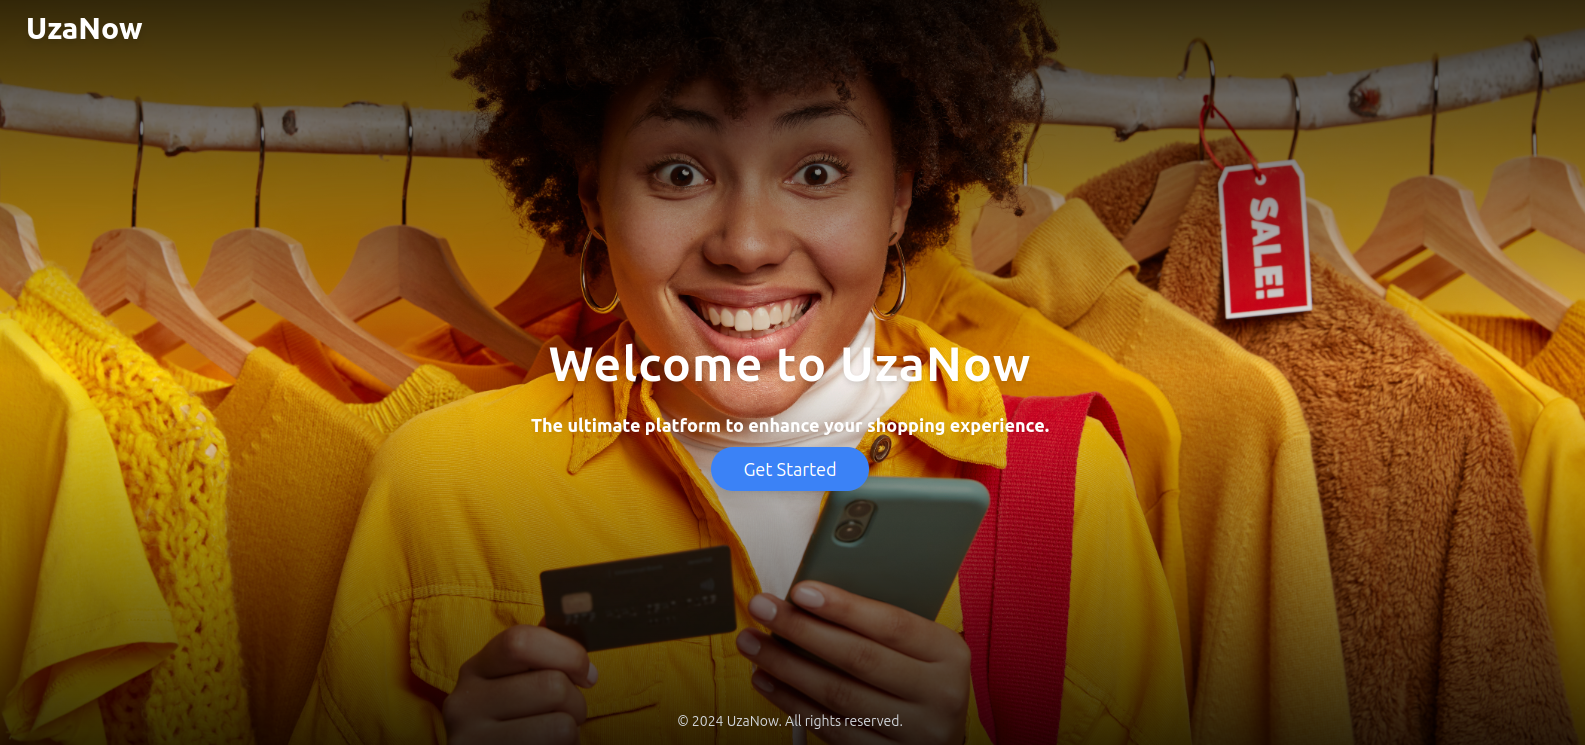 UzaNow
SALE!
Welcome to UzaNow
The ultimate platform to enhance your shopping experience.
Get Started
© 2024 UzaNow. All rights reserved.